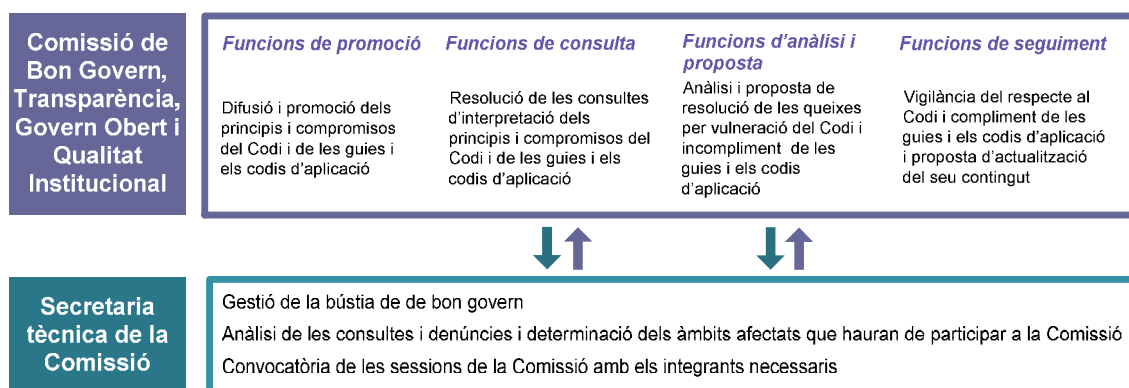 Comissió de
Bon Govern,
Transparència,
Govern Obert i
Qualitat
Institucional
Funcions de promoció
Difusió i promoció dels
principis i compromisos
del Codi i de les guies i
els codis d'aplicació
Funcions de consulta
Resolució de les consultes
d'interpretació dels
principis i compromisos del
Codi i de les guies i els
codis d'aplicació
Funcions d'anàlisi i
proposta
Anàlisi i proposta de
resolució de les queixes
per vulneració del Codi i
incompliment de les
guies i els codis
d'aplicació
Funcions de seguiment
Vigilància del respecte al
Codi i compliment de les
guies i els codis d'aplicació
i proposta d'actualització
del seu contingut
Secretaria
tècnica de la
Comissió
Gestió de la bústia de de bon govern
Anàlisi de les consultes i denúncies i determinació dels àmbits afectats que hauran de participar a la Comissió
Convocatòria de les sessions de la Comissió amb els integrants necessaris